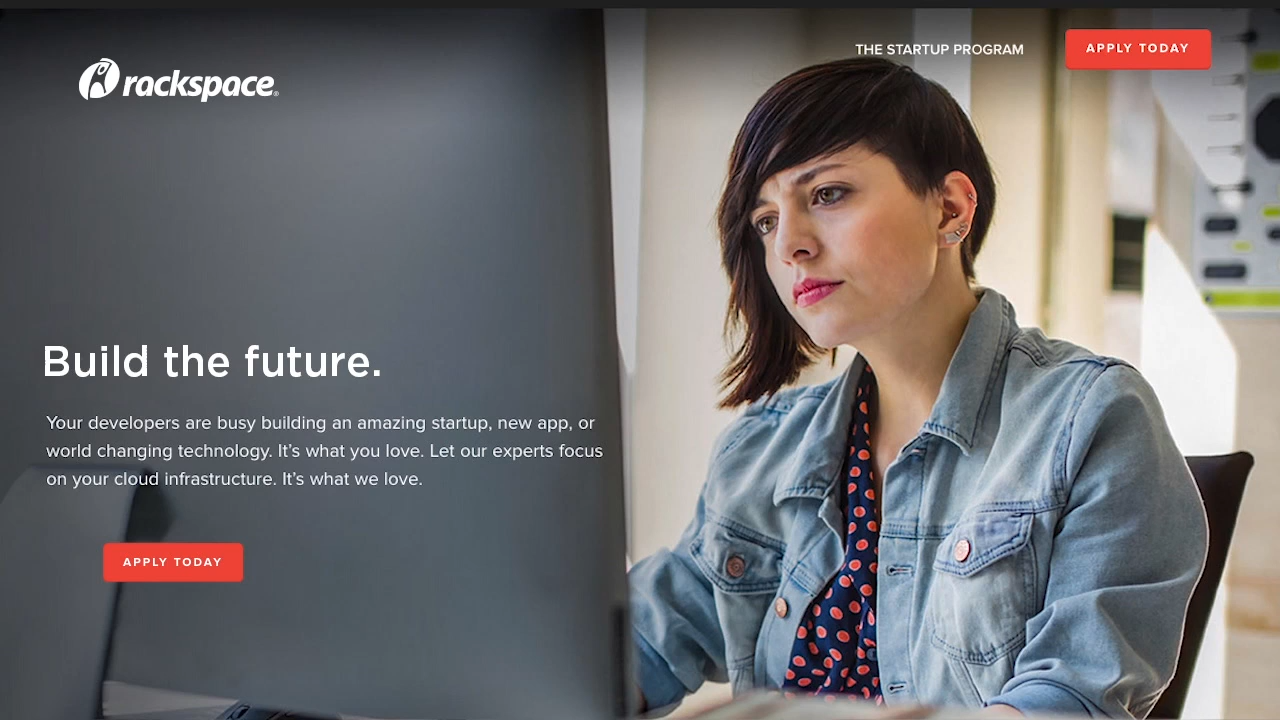 rackspace®
THE STARTUP PROGRAM
APPLY TODAY
Build the future.
Your developers are busy building an amazing startup, new app, or
world changing technology. It’s what you love. Let our experts focus
on your cloud infrastructure. It’s what we love.
APPLY TODAY